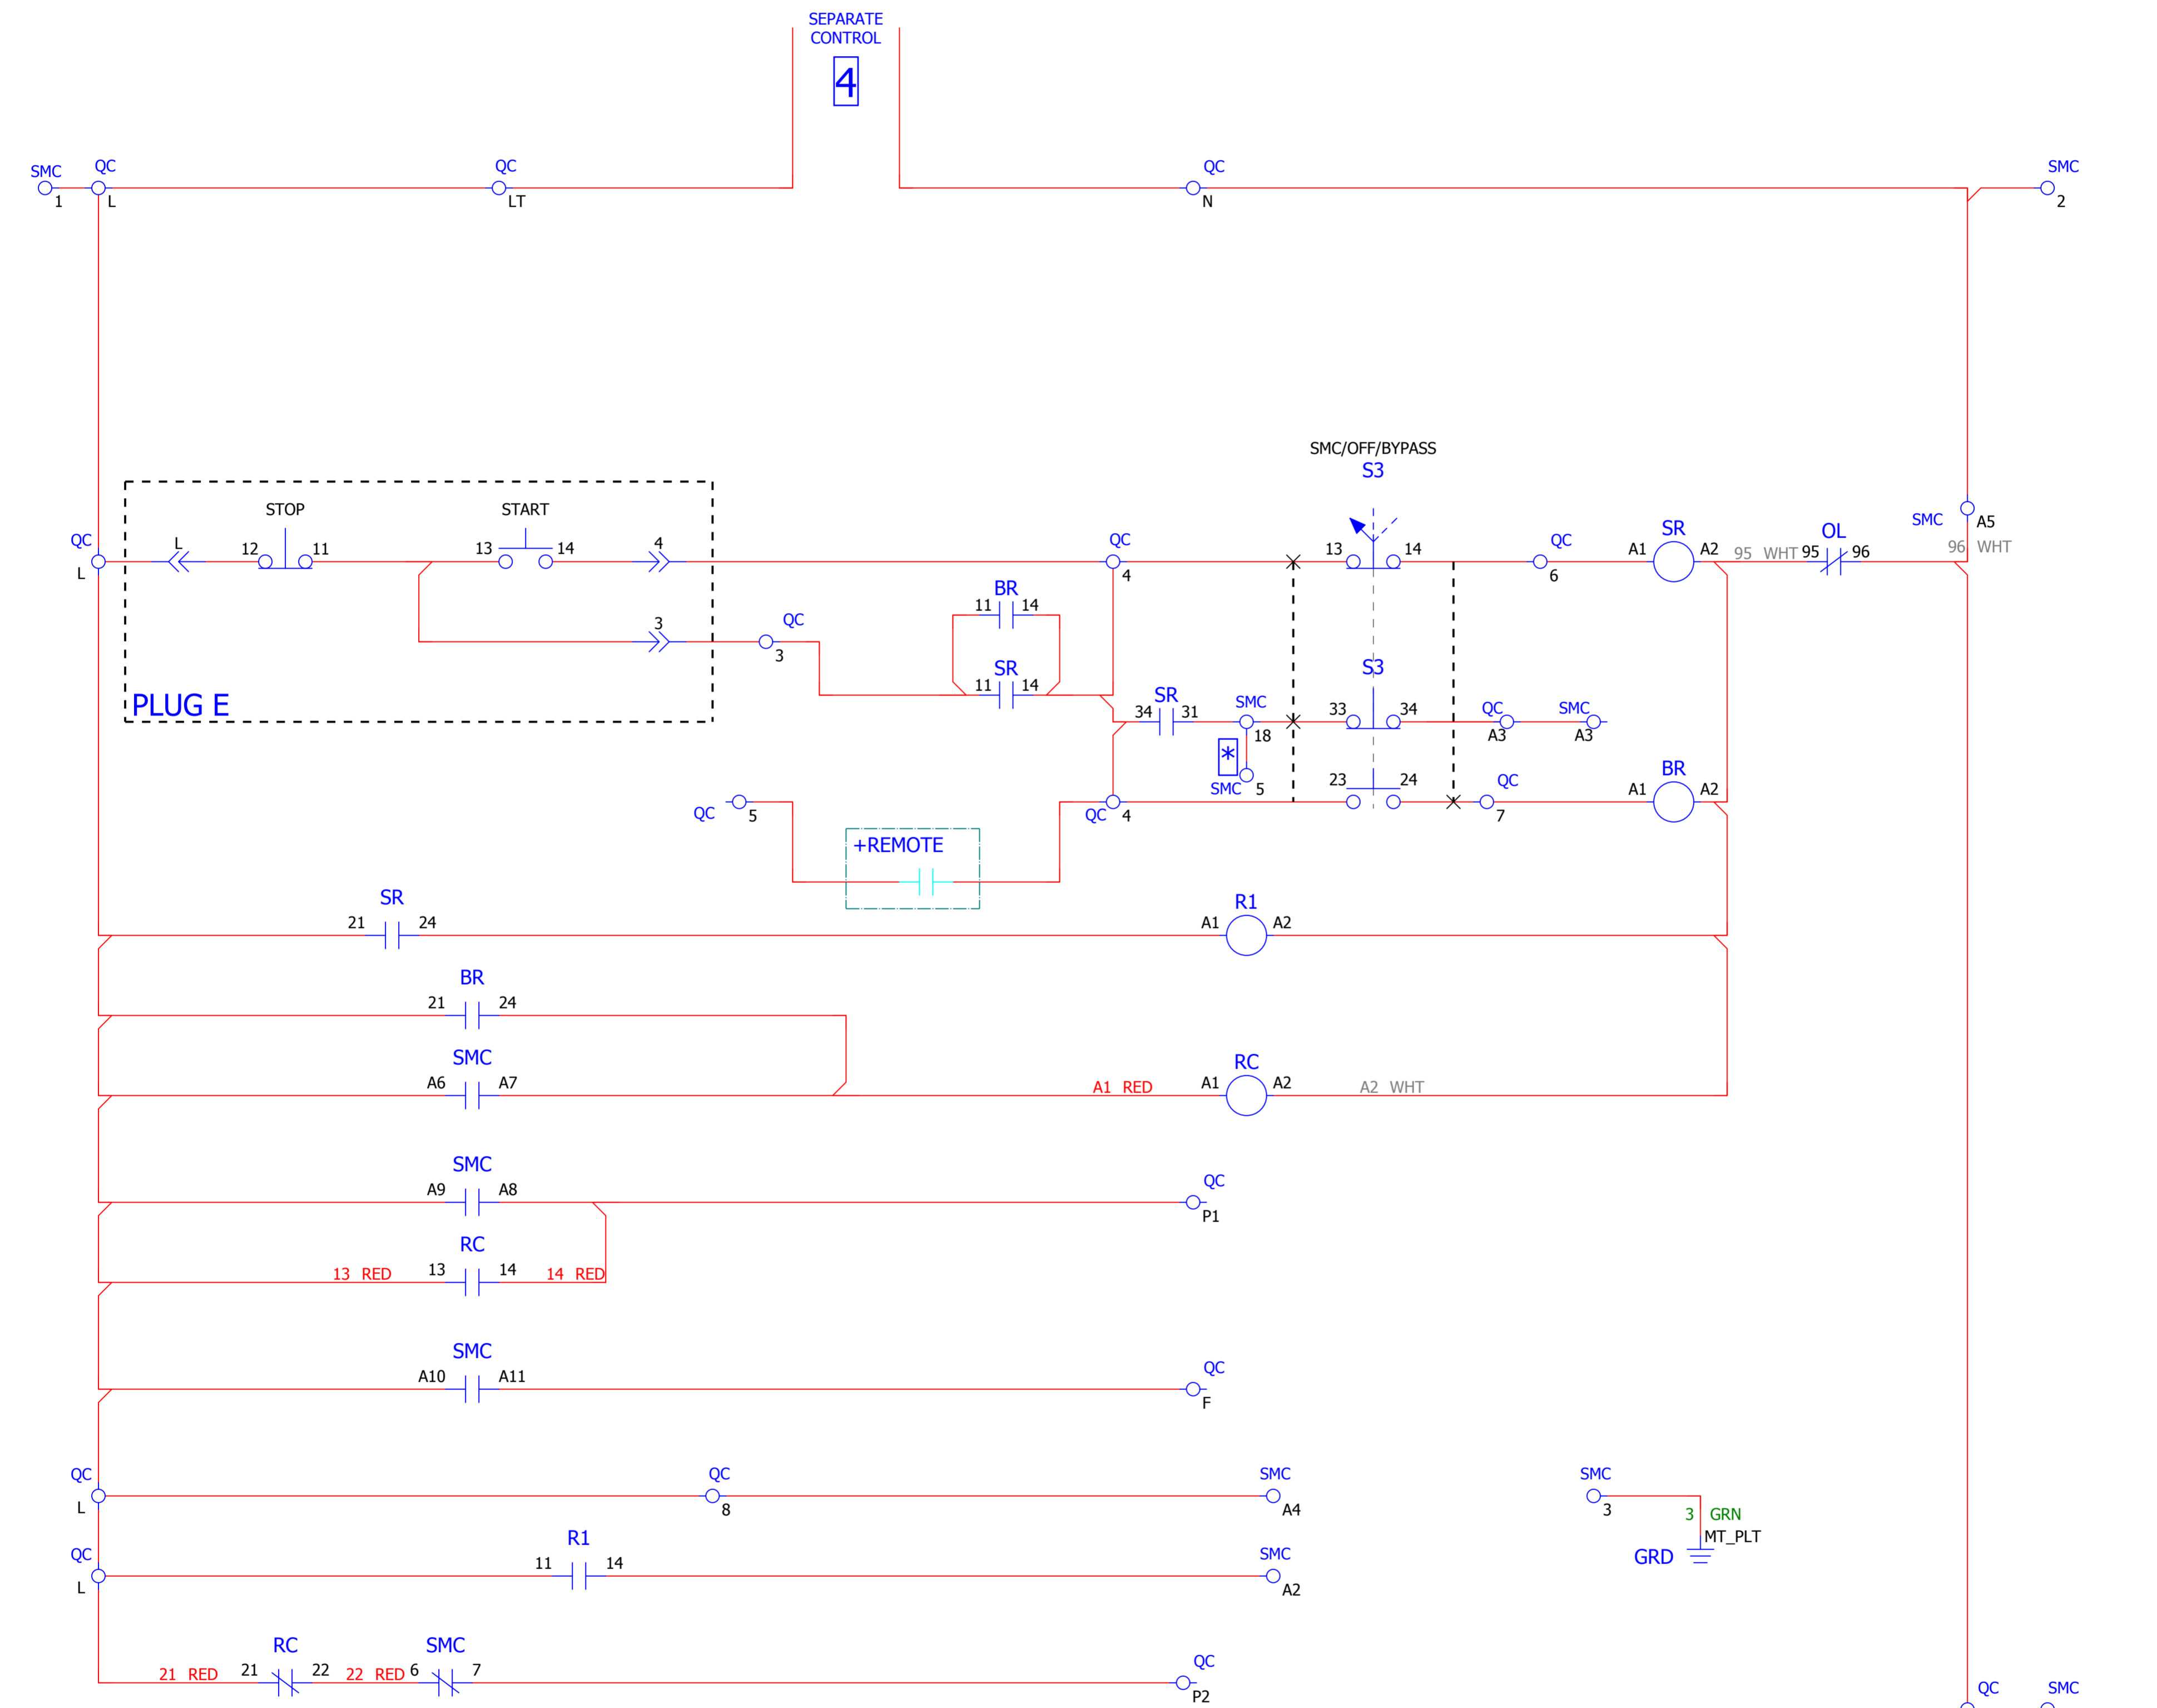 SEPARATE
CONTROL
4
SMC
1
QC
L
QC
LT
QC
N
SMC
2
SMC/OFF/BYPASS
S3
STOP
START
QC
L
L
12
11
13
14
4
QC
4
13
14
QC
6
SR
A1
A2
95 WHT
95
OL
96
SMC
A5
96 WHT
BR
11
14
3
QC
3
SR
11
14
S3
PLUG E
SR
34
31
SMC
18
33
34
QC
A3
SMC
A3
*
SMC
5
QC
5
QC
4
23
24
QC
7
BR
A1
A2
+REMOTE
SR
21
24
R1
A1
A2
BR
21
24
SMC
A6
A7
A1 RED
RC
A1
A2
A2 WHT
SMC
A9
A8
QC
P1
RC
13 RED
13
14
14 RED
SMC
A10
A11
QC
F
QC
L
QC
8
SMC
A4
SMC
3
3 GRN
MT_PLT
GRD
QC
L
R1
11
14
SMC
A2
RC
21 RED
21
22
22 RED
SMC
6
7
QC
P2
QC
SMC